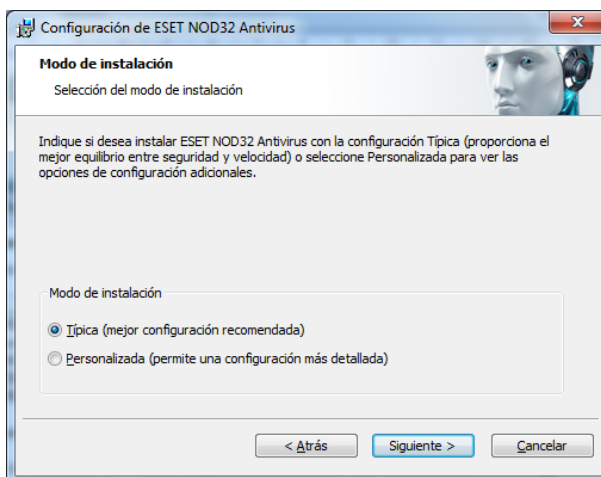 Configuración de ESET NOD32 Antivirus
Modo de instalación
Selección del modo de instalación
Indique si desea instalar ESET NOD32 Antivirus con la configuración Típica (proporciona el
mejor equilibrio entre seguridad y velocidad) o seleccione Personalizada para ver las
opciones de configuración adicionales.
Modo de instalación
Típica (mejor configuración recomendada)
Personalizada (permite una configuración más detallada)
< Atrás
Siguiente >
Cancelar